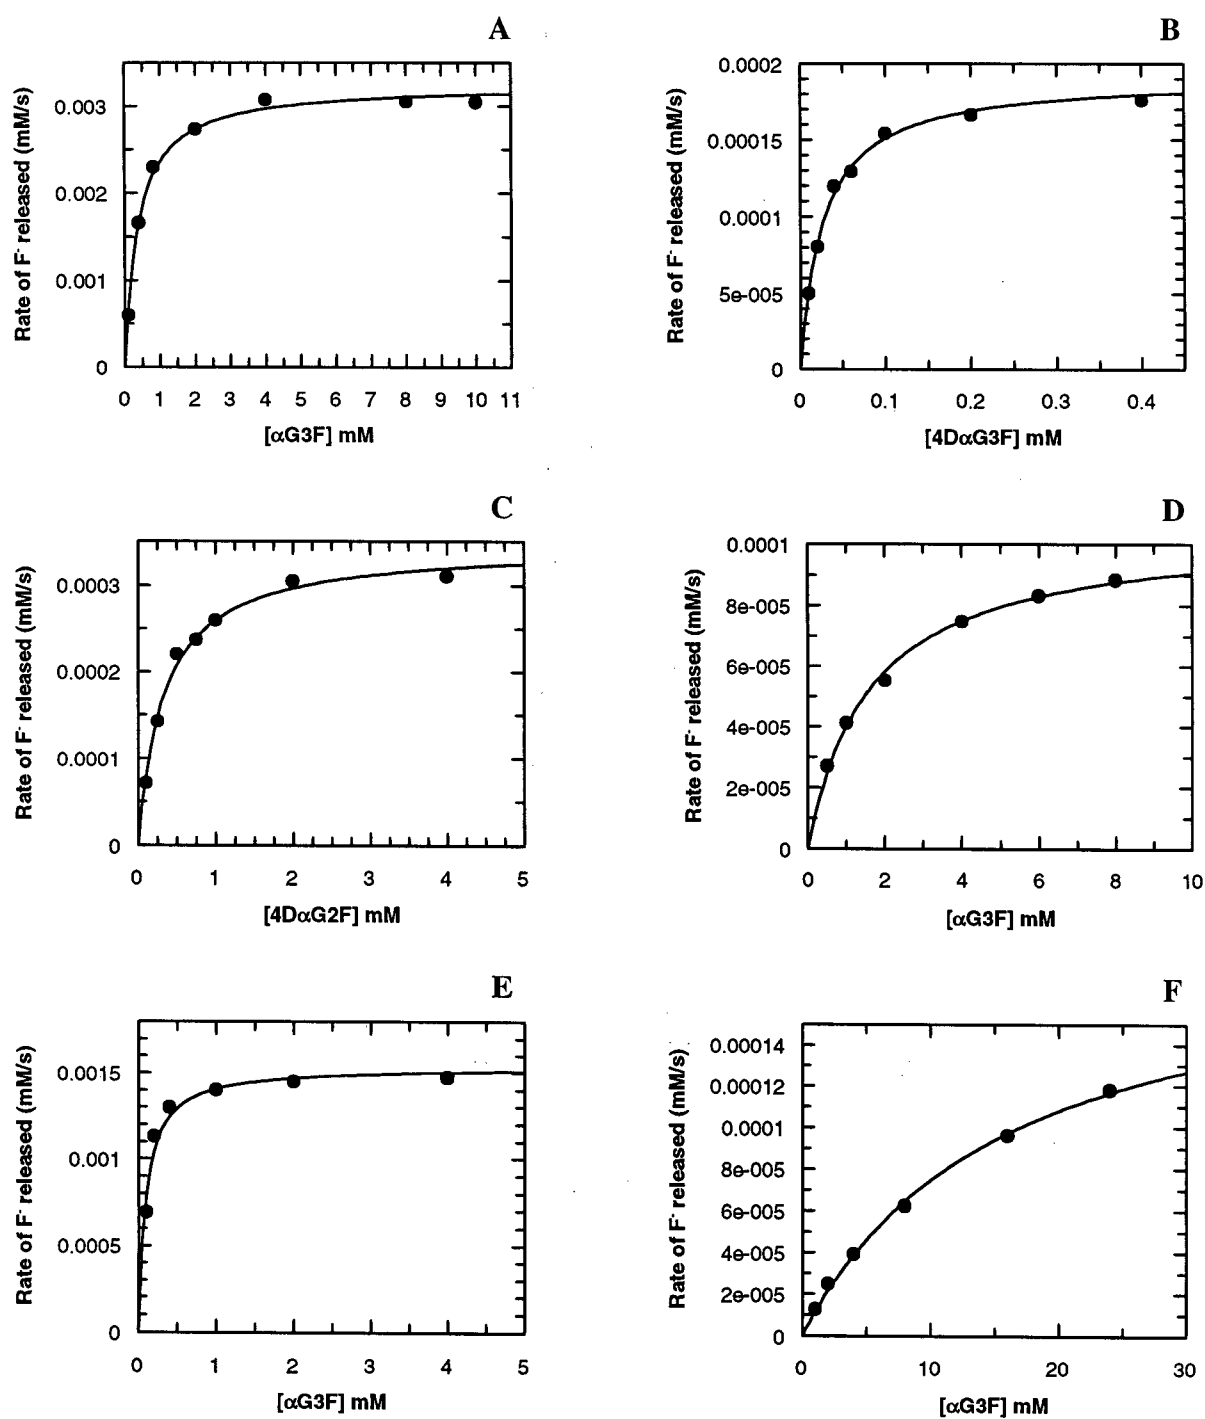 A
Rate of F- released (mM/s)
0.003
0.002
0.001
0
0 1 2 3 4 5 6 7 8 9 10 11
[αG3F] mM
B
Rate of F- released (mM/s)
0.0002
0.00015
0.0001
5e-005
0
0 0.1 0.2 0.3 0.4
[4DαG3F] mM
C
Rate of F- released (mM/s)
0.0003
0.0002
0.0001
0
0 1 2 3 4 5
[4DαG2F] mM
D
Rate of F- released (mM/s)
0.0001
8e-005
6e-005
4e-005
2e-005
0
0 2 4 6 8 10
[αG3F] mM
E
Rate of F- released (mM/s)
0.0015
0.001
0.0005
0
0 1 2 3 4 5
[αG3F] mM
F
Rate of F- released (mM/s)
0.00014
0.00012
0.0001
8e-005
6e-005
4e-005
2e-005
0
0 10 20 30
[αG3F] mM